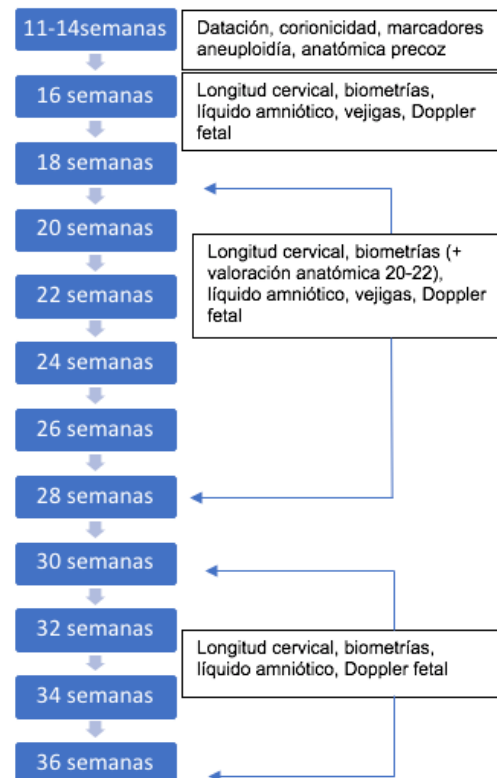 11-14semanas
Datación, corionicidad, marcadores
aneuploidía, anatómica precoz
16 semanas
Longitud cervical, biometrías,
líquido amniótico, vejigas, Doppler
fetal
18 semanas
20 semanas
Longitud cervical, biometrías (+
valoración anatómica 20-22),
líquido amniótico, vejigas, Doppler
fetal
22 semanas
24 semanas
26 semanas
28 semanas
30 semanas
32 semanas
Longitud cervical, biometrías,
líquido amniótico, Doppler fetal
34 semanas
36 semanas